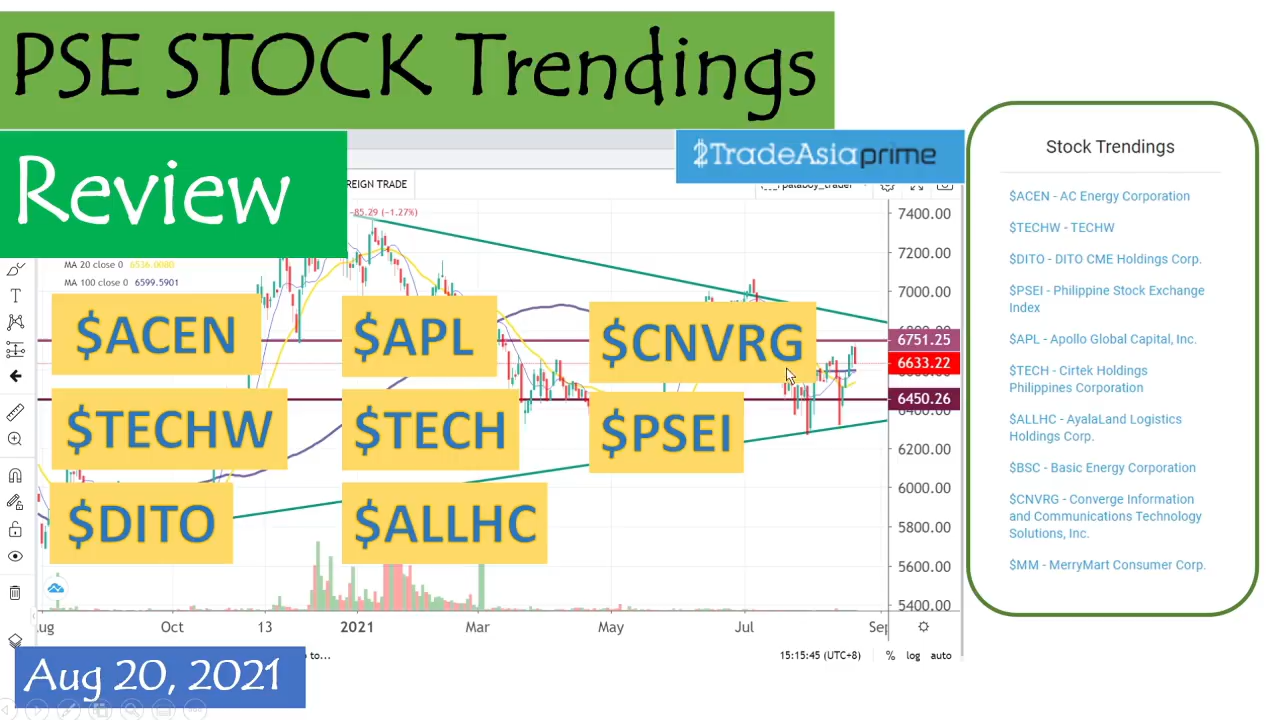 PSE STOCK Trendings
Review
TradeAsiaprime
REIGN TRADE
-85.29 (-1.27%)
MA 20 close 0 6536.0080
MA 100 close 0 6599.5901
$ACEN
$APL
$CNVRG
$TECHW
$TECH
$PSEI
$DITO
$ALLHC
7400.00
7200.00
7000.00
6751.25
6633.22
6450.26
6400.00
6200.00
6000.00
5800.00
5600.00
5400.00
Oct 13 2021 Mar May Jul Sep
15:15:45 (UTC+8) % log auto
Aug 20, 2021
Stock Trendings
$ACEN - AC Energy Corporation
$TECHW - TECHW
$DITO - DITO CME Holdings Corp.
$PSEI - Philippine Stock Exchange
Index
$APL - Apollo Global Capital, Inc.
$TECH - Cirtek Holdings
Philippines Corporation
$ALLHC - AyalaLand Logistics
Holdings Corp.
$BSC - Basic Energy Corporation
$CNVRG - Converge Information
and Communications Technology
Solutions, Inc.
$MM - MerryMart Consumer Corp.